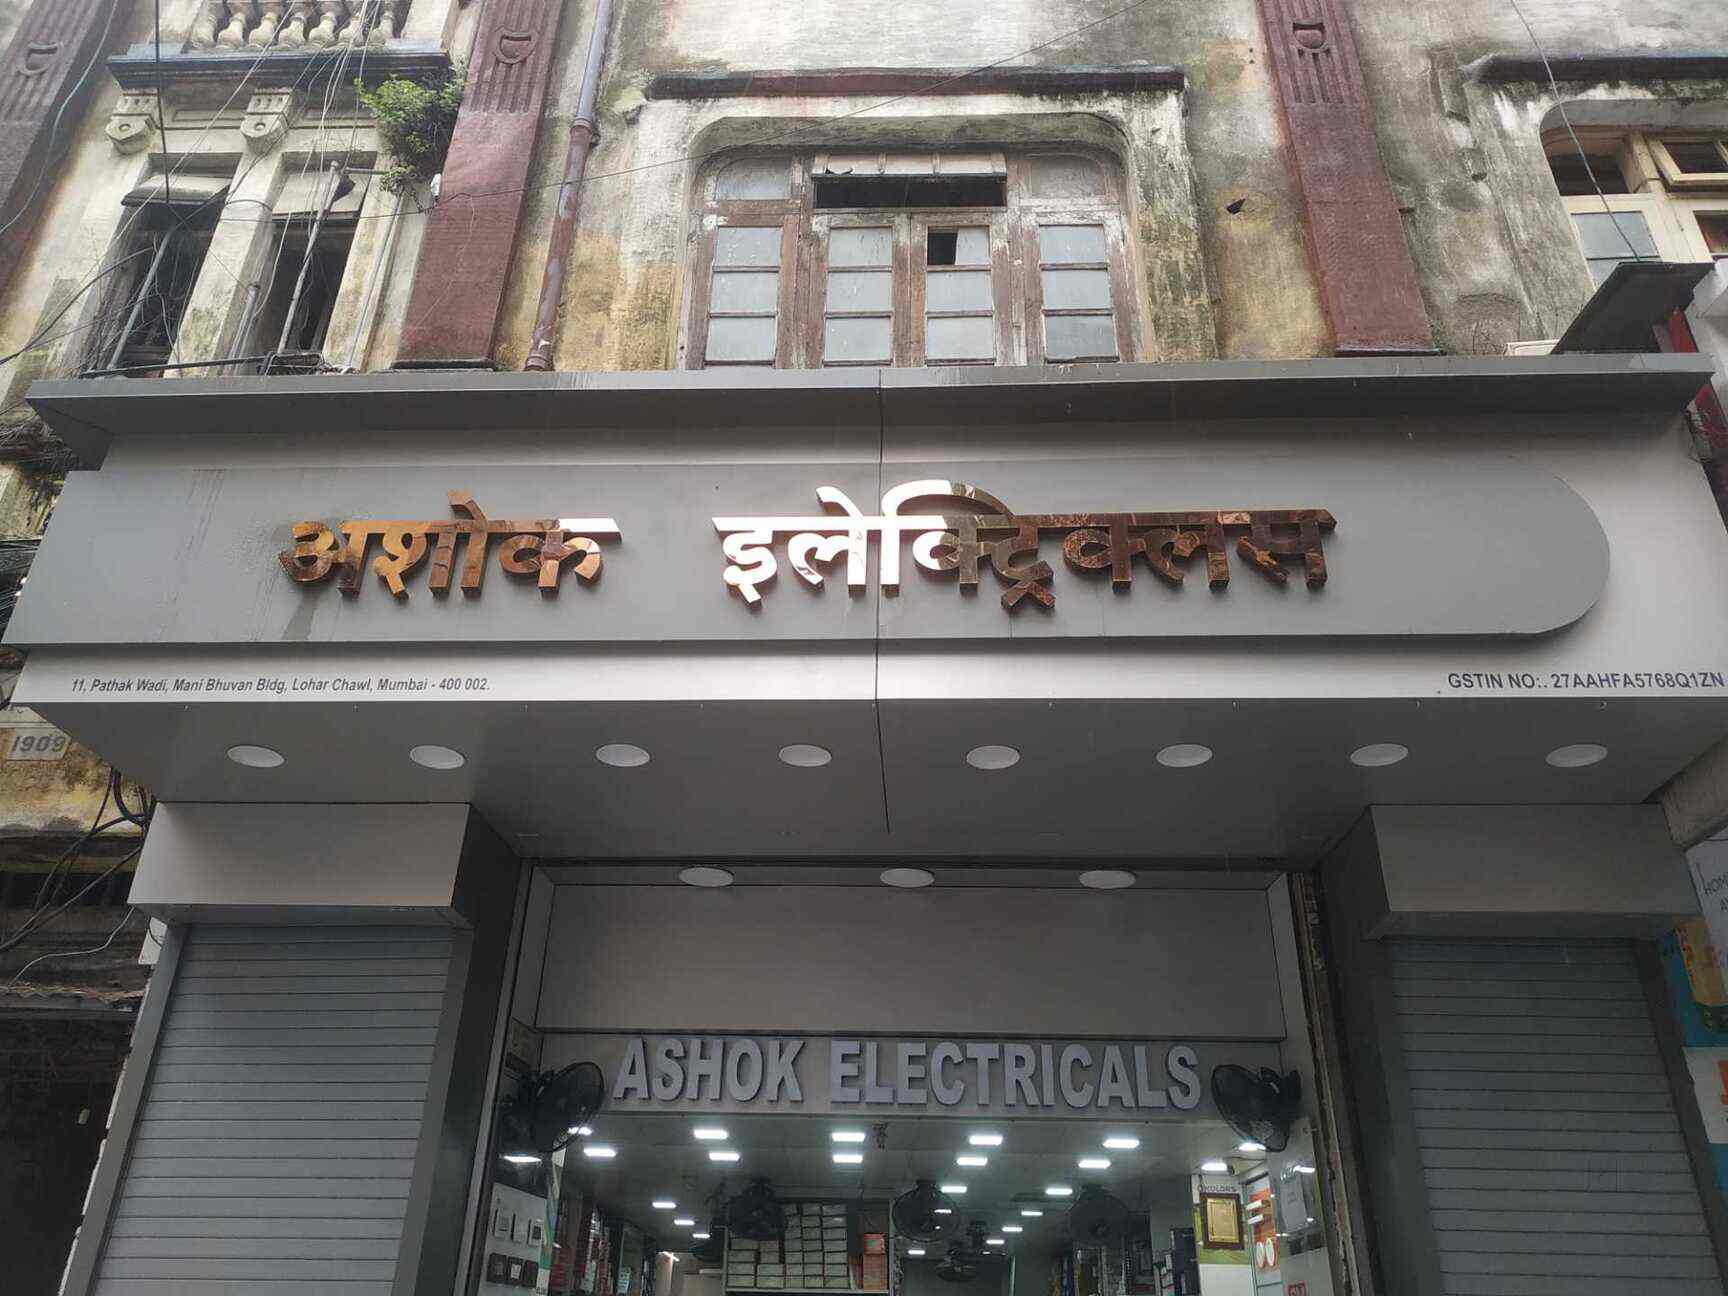 अशोक इलेक्ट्रिक्लस
11, Pathak Wadi, Mani Bhuvan Bldg, Lohar Chawl, Mumbai - 400 002.
GSTIN NO:. 27AAHFA5768Q1ZN
1909
ASHOK ELECTRICALS